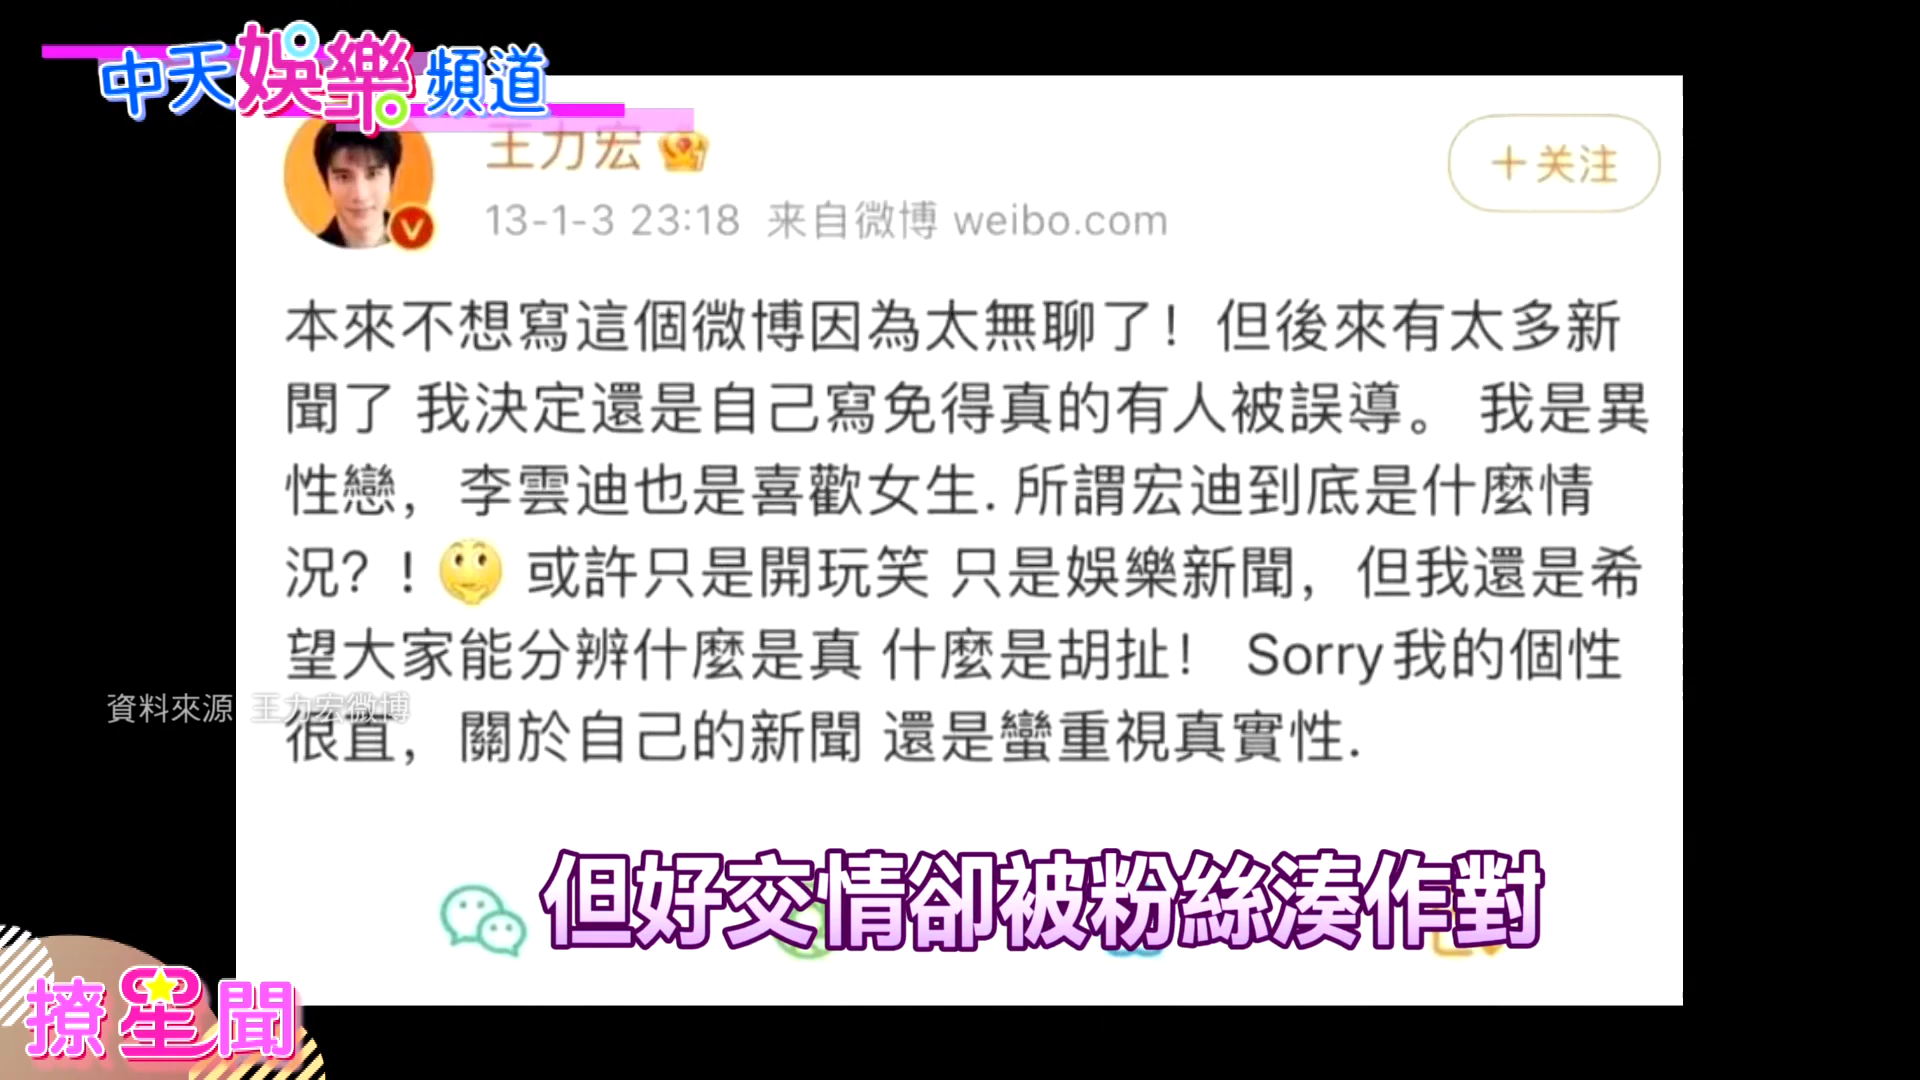 中天娛樂頻道
王力宏
+关注
13-1-3 23:18 来自微博 weibo.com
本來不想寫這個微博因為太無聊了！但後來有太多新
聞了 我決定還是自己寫免得真的有人被誤導。 我是異
性戀，李雲迪也是喜歡女生. 所謂宏迪到底是什麼情
況？！ 或許只是開玩笑 只是娛樂新聞，但我還是希
望大家能分辨什麼是真 什麼是胡扯！ Sorry我的個性
資料來源 王力宏微博
很直，關於自己的新聞 還是蠻重視真實性.
但好交情卻被粉絲湊作對
撩星聞